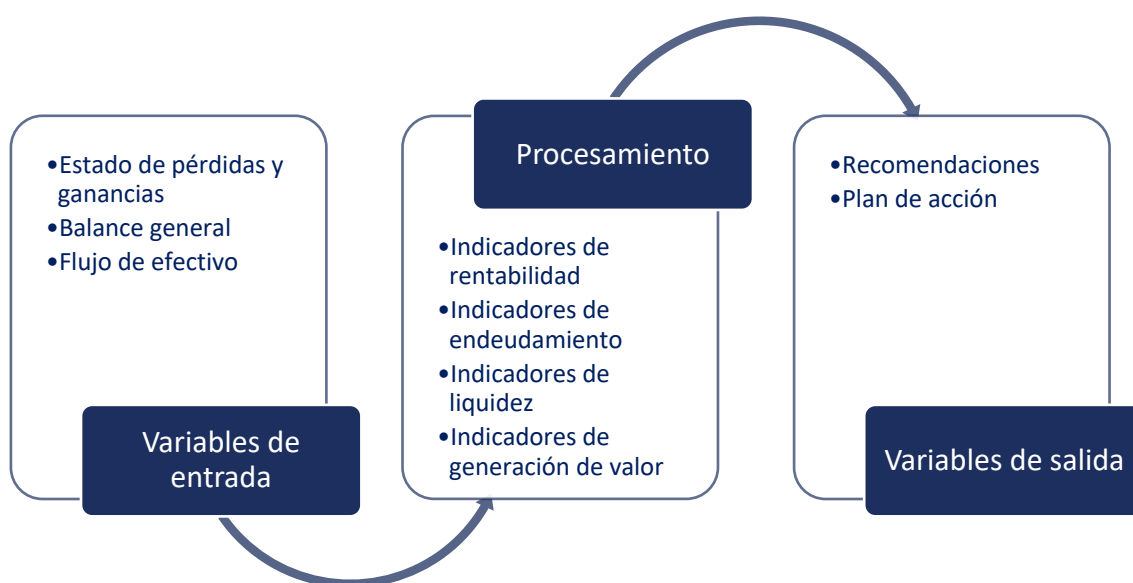 •Estado de pérdidas y
ganancias
•Balance general
•Flujo de efectivo
Variables de
entrada
Procesamiento
•Indicadores de
rentabilidad
•Indicadores de
endeudamiento
•Indicadores de
liquidez
•Indicadores de
generación de valor
•Recomendaciones
•Plan de acción
Variables de salida